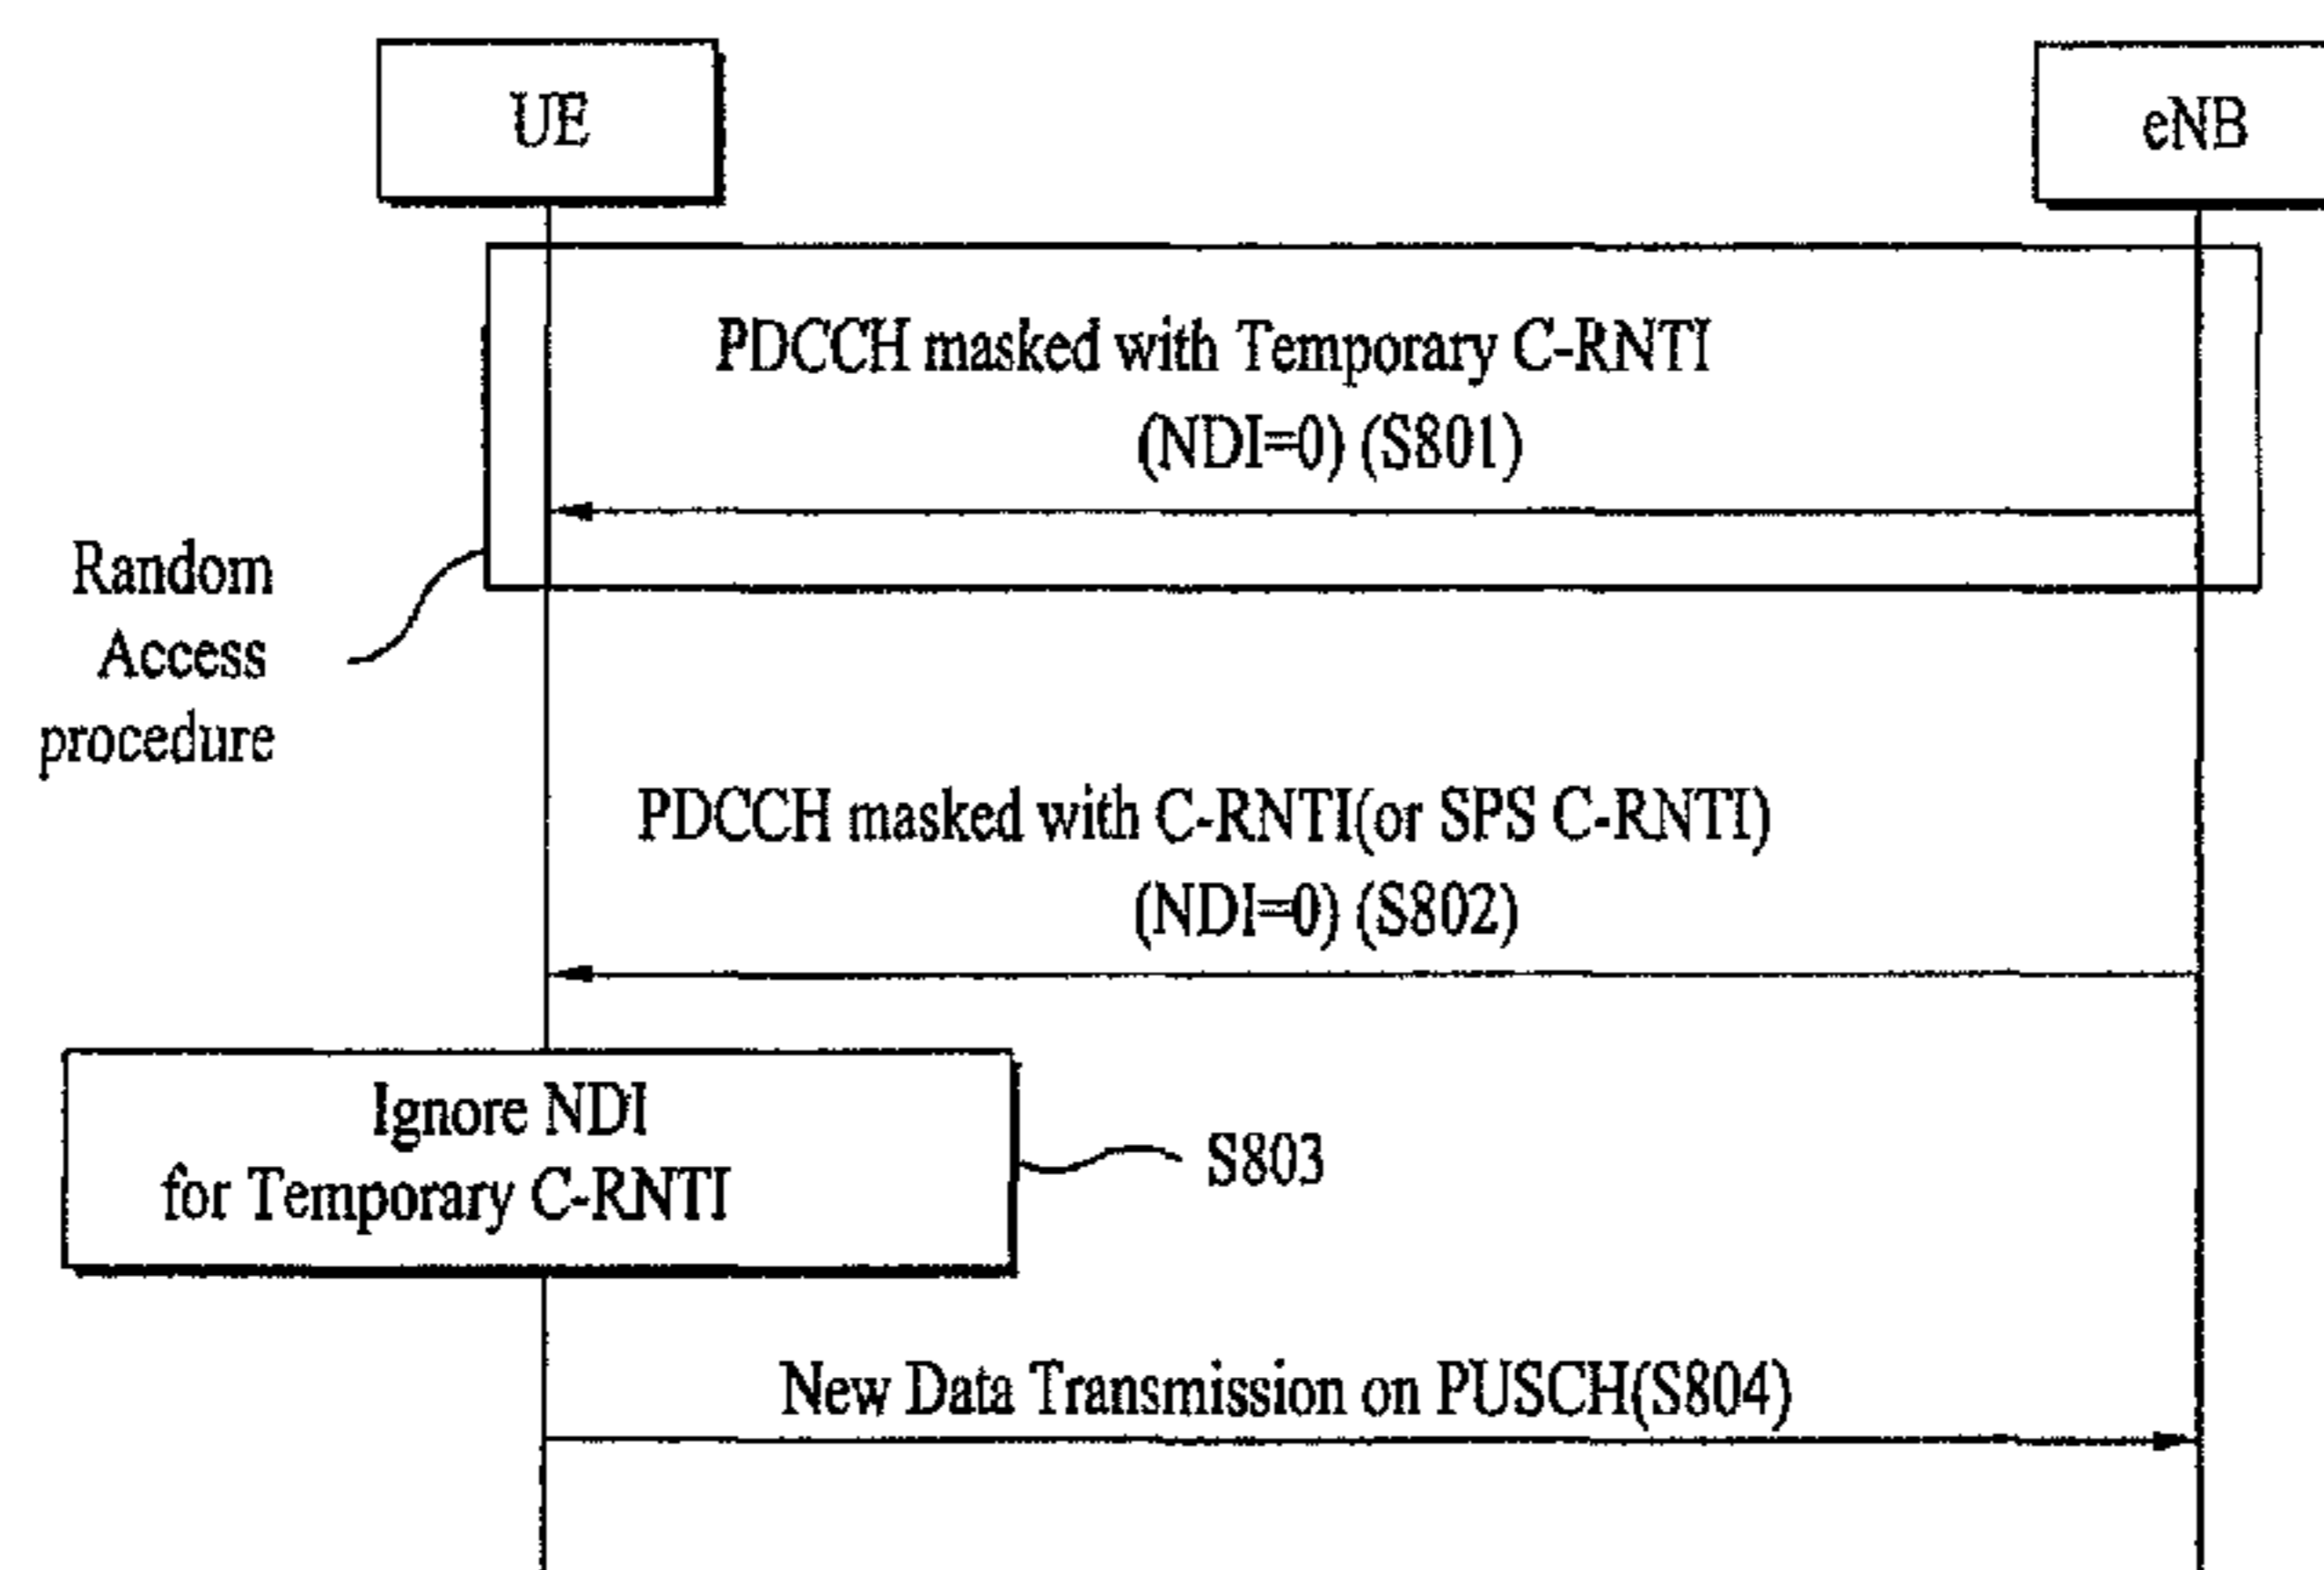 UE
eNB
PDCCH masked with Temporary C-RNTI
(NDI=0) (S801)
Random
Access
procedure
PDCCH masked with C-RNTI(or SPS C-RNTI)
(NDI=0) (S802)
Ignore NDI
for Temporary C-RNTI
S803
New Data Transmission on PUSCH(S804)